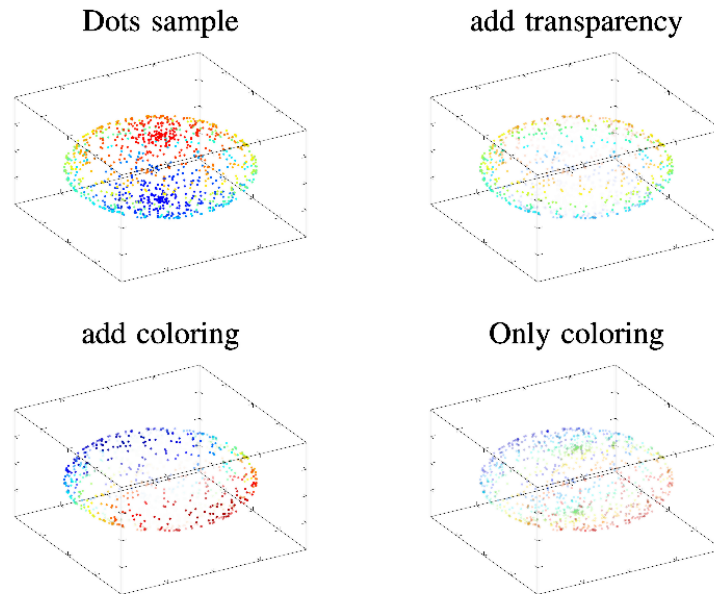 Dots sample
add transparency
add coloring
Only coloring